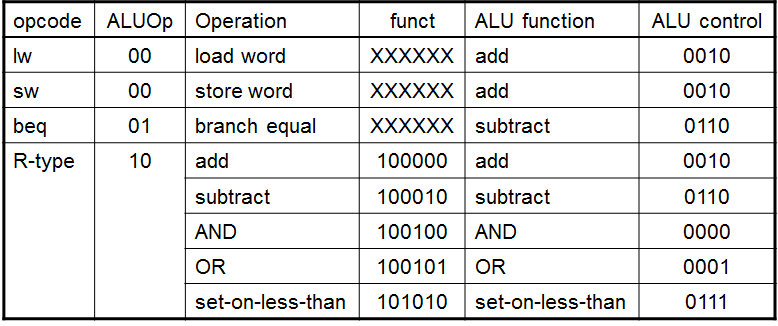 opcode ALUOp Operation funct ALU function ALU control
lw 00 load word XXXXXX add 0010
sw 00 store word XXXXXX add 0010
beq 01 branch equal XXXXXX subtract 0110
R-type 10 add 100000 add 0010
subtract 100010 subtract 0110
AND 100100 AND 0000
OR 100101 OR 0001
set-on-less-than 101010 set-on-less-than 0111